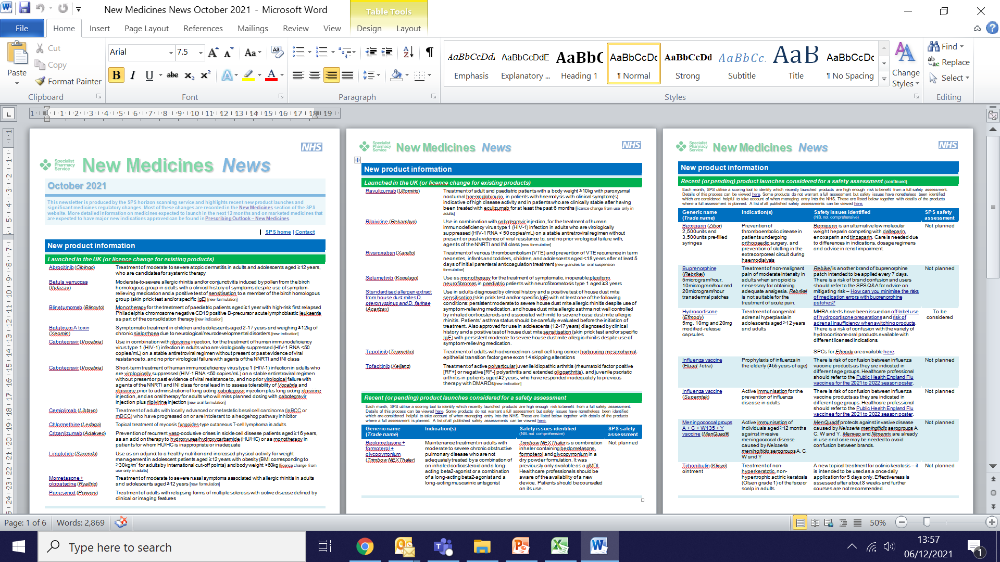 New Medicines News October 2021 - Microsoft Word
Table Tools
File
Home
Insert
Page Layout
References
Mailings
Review
View
Design
Layout
Paste
Cut
Copy
Format Painter
Clipboard
Arial
7.5
Font
Paragraph
AaBbCcDdI
AaBbCcDdE
AaBbC
AaBbCcDc
AaBbCcDd
AaBbCc.
AaB
AaBbCcDc
Emphasis
Explanatory ...
Heading 1
¶ Normal
Strong
Subtitle
Title
¶ No Spacing
Change
Styles
Styles
Find
Replace
Select
Editing
NHS
Specialist
Pharmacy
Service
New Medicines News
October 2021
This newsletter is produced by the SPS horizon scanning service and highlights recent new product launches and
significant medicines regulatory changes. Most of these changes are recorded in the New Medicines section of the SPS
website. More detailed information on medicines expected to launch in the next 12 months and on marketed medicines that
are expected to have major new indications approved can be found in Prescribing Outlook – New Medicines.
SPS home | Contact
New product information
Launched in the UK (or licence change for existing products)
Abrocitinib (Cibinqo)
Treatment of moderate to severe atopic dermatitis in adults and adolescents aged ≥12 years,
who are candidates for systemic therapy
Betula verrucosa
(Itulazax)
Moderate-to-severe allergic rhinitis and/or conjunctivitis induced by pollen from the birch
homologous group in adults with a clinical history of symptoms despite use of symptom-
relieving medication and a positive test of sensitisation to a member of the birch homologous
group (skin prick test and/or specific IgE) [new formulation]
Blinatumomab (Blincyto)
Monotherapy for the treatment of paediatric patients aged ≥1 year with high-risk first relapsed
Philadelphia chromosome negative CD19 positive B-precursor acute lymphoblastic leukaemia
as part of the consolidation therapy [new indication]
Botulinum A toxin
(Xeomin)
Symptomatic treatment in children and adolescents aged 2-17 years and weighing ≥12kg of
chronic sialorrhoea due to neurological/neurodevelopmental disorders [new indication]
Cabotegravir (Vocabria)
Use in combination with rilpivirine injection, for the treatment of human immunodeficiency
virus type 1 (HIV-1) infection in adults who are virologically suppressed (HIV-1 RNA <50
copies/mL) on a stable antiretroviral regimen without present or past evidence of viral
resistance to, and no prior virological failure with agents of the NNRTI and INI class
Cabotegravir (Vocabria)
Short-term treatment of human immunodeficiency virus type 1 (HIV-1) infection in adults who
are virologically suppressed (HIV-1 RNA <50 copies/mL) on a stable antiretroviral regimen
without present or past evidence of viral resistance to, and no prior virological failure with
agents of the NNRTI and INI class for oral lead in to assess tolerability of Vocabria and
rilpivirine prior to administration of long acting cabotegravir injection plus long acting rilpivirine
injection, and as oral therapy for adults who will miss planned dosing with cabotegravir
injection plus rilpivirine injection [new oral formulation]
Cemiplimab (Libtayo)
Treatment of adults with locally advanced or metastatic basal cell carcinoma (laBCC or
mBCC) who have progressed on or are intolerant to a hedgehog pathway inhibitor
Chlormethine (Ledaga)
Topical treatment of mycosis fungoides-type cutaneous T-cell lymphoma in adults
Crizanlizumab (Adakveo)
Prevention of recurrent vaso-occlusive crises in sickle cell disease patients aged ≥16 years,
as an add on therapy to hydroxyurea/hydroxycarbamide (HU/HC) or as monotherapy in
patients for whom HU/HC is inappropriate or inadequate
Liraglutide (Saxenda)
Use as an adjunct to a healthy nutrition and increased physical activity for weight
management in adolescent patients aged ≥12 years with obesity (BMI corresponding to
≥30kg/m² for adults by international cut-off points) and body weight >60kg [licence change from
use only in adults]
Mometasone +
olopatadine (Ryaltris)
Treatment of moderate to severe nasal symptoms associated with allergic rhinitis in adults
and adolescents aged ≥12 years [new formulation]
Ponesimod (Ponvory)
Treatment of adults with relapsing forms of multiple sclerosis with active disease defined by
clinical or imaging features
Specialist
Pharmacy
Service
New Medicines News
NHS
New product information
Launched in the UK (or licence change for existing products)
Ravulizumab (Ultomiris)
Treatment of adult and paediatric patients with a body weight ≥10kg with paroxysmal
nocturnal haemoglobinuria, in patients with haemolysis with clinical symptom(s)
indicative of high disease activity and in patients who are clinically stable after having
been treated with eculizumab for at least the past 6 months [licence change from use only in
adults]
Rilpivirine (Rekambys)
Use in combination with cabotegravir injection, for the treatment of human
immunodeficiency virus type 1 (HIV-1) infection in adults who are virologically
suppressed (HIV-1 RNA < 50 copies/mL) on a stable antiretroviral regimen without
present or past evidence of viral resistance to, and no prior virological failure with,
agents of the NNRTI and INI class [new formulation]
Rivaroxaban (Xarelto)
Treatment of venous thromboembolism (VTE) and prevention of VTE recurrence in term
neonates, infants and toddlers, children, and adolescents aged <18 years after at least 5
days of initial parenteral anticoagulation treatment [new granules for oral suspension
formulation]
Selumetinib (Koselugo)
Use as monotherapy for the treatment of symptomatic, inoperable plexiform
neurofibromas in paediatric patients with neurofibromatosis type 1 aged ≥3 years
Standardised allergen extract
from house dust mites D.
pteronyssinus and D. farinae
(Acarizax)
Use in adults diagnosed by clinical history and a positive test of house dust mite
sensitisation (skin prick test and/or specific IgE) with at least one of the following
conditions: persistent moderate to severe house dust mite allergic rhinitis despite use of
symptom-relieving medication, and house dust mite allergic asthma not well controlled
by inhaled corticosteroids and associated with mild to severe house dust mite allergic
rhinitis. Patients' asthma status should be carefully evaluated before the initiation of
treatment. Also approved for use in adolescents (12-17 years) diagnosed by clinical
history and a positive test of house dust mite sensitisation (skin prick test and/or specific
IgE) with persistent moderate to severe house dust mite allergic rhinitis despite use of
symptom-relieving medication.
Tepotinib (Tepmetko)
Treatment of adults with advanced non-small cell lung cancer harbouring mesenchymal-
epithelial transition factor gene exon 14 skipping alterations
Tofacitinib (Xeljanz)
Treatment of active polyarticular juvenile idiopathic arthritis (rheumatoid factor positive
[RF+] or negative [RF-] polyarthritis and extended oligoarthritis), and juvenile psoriatic
arthritis in patients aged ≥2 years, who have responded inadequately to previous
therapy with DMARDs [new indication]
Recent (or pending) product launches considered for a safety assessment
Each month, SPS utilise a scoring tool to identify which recently launched products are high enough risk to benefit from a full safety assessment.
Details of this process can be viewed here. Some products do not warrant a full assessment but safety issues have nonetheless been identified
which are considered helpful to take account of when managing entry into the NHS. These are listed below together with details of the products
where a full assessment is planned. A list of all published safety assessments can be viewed here.
Generic name
(Trade name)
Indication(s)
Safety issues identified
(NB. not comprehensive)
SPS safety
assessment
Beclometasone +
formoterol +
glycopyrronium
(Trimbow NEXThaler)
Maintenance treatment in adults with
moderate to severe chronic obstructive
pulmonary disease who are not
adequately treated by a combination of
an inhaled corticosteroid and a long-
acting beta2-agonist or a combination
of a long-acting beta2-agonist and a
long-acting muscarinic antagonist
Trimbow NEXThaler is a combination
inhaler containing beclometasone,
formoterol and glycopyrronium in a
dry powder formulation. It was
previously only available as a pMDI.
Healthcare professionals should be
aware of the availability of a new
device. Patients should be counselled
on its use.
Not planned
Specialist
Pharmacy
Service
New Medicines News
NHS
New product information
Recent (or pending) product launches considered for a safety assessment (continued)
Each month, SPS utilise a scoring tool to identify which recently launched products are high enough risk to benefit from a full safety assessment.
Details of this process can be viewed here. Some products do not warrant a full assessment but safety issues have nonetheless been identified
which are considered helpful to take account of when managing entry into the NHS. These are listed below together with details of the products
where a full assessment is planned. A list of all published safety assessments can be viewed here.
Generic name
(Trade name)
Indication(s)
Safety issues identified
(NB. not comprehensive)
SPS safety
assessment
Bemiparin (Zibor)
2,500units and
3,500units pre-filled
syringes
Prevention of
thromboembolic disease in
patients undergoing
orthopaedic surgery, and
prevention of clotting in the
extracorporeal circuit during
haemodialysis.
Bemiparin is an alternative low molecular
weight heparin competing with dalteparin,
enoxaparin and tinzaparin. Care is needed due
to differences in indications, dosage regimens
and advice in renal impairment.
Not planned
Buprenorphine
(Rebrikel)
5microgram/hour,
10microgram/hour and
20microgram/hour
transdermal patches
Treatment of non-malignant
pain of moderate intensity in
adults when an opioid is
necessary for obtaining
adequate analgesia. Rebrikel
is not suitable for the
treatment of acute pain.
Rebikel is another brand of buprenorphine
patch intended to be applied every 7 days.
There is a risk of brand confusion and users
should refer to the SPS Q&A for advice on
mitigating risk – How can you minimise the risks
of medication errors with buprenorphine
patches?
Not planned
Hydrocortisone
(Efmody)
5mg, 10mg and 20mg
modified-release
capsules
Treatment of congenital
adrenal hyperplasia in
adolescents aged ≥12 years
and adults
MHRA alerts have been issued on off-label use
of hydrocortisone preparations and risk of
adrenal insufficiency when switching products.
There is a risk of confusion with the variety of
hydrocortisone oral products available with
different licensed indications.
SPCs for Efmody are available here.
To be
considered
Influenza vaccine
(Fluad Tetra)
Prophylaxis of influenza in
the elderly (≥65 years of age)
There is risk of confusion between influenza
vaccine products as they are indicated in
different age groups. Healthcare professional
should refer to the Public Health England Flu
vaccines for the 2021 to 2022 season poster.
Not planned
Influenza vaccine
(Supemtek)
Active immunisation for the
prevention of influenza
disease in adults
There is risk of confusion between influenza
vaccine products as they are indicated in
different age groups. Healthcare professional
should refer to the Public Health England Flu
vaccines for the 2021 to 2022 season poster.
Not planned
Meningococcal groups
A + C + W135 + Y
vaccine (MenQuadfi)
Active immunisation of
individuals aged ≥12 months
against invasive
meningococcal disease
caused by Neisseria
meningitidis serogroups A, C,
W and Y
MenQuadfi protects against invasive disease
caused by Neisseria meningitidis serogroup A,
C, W and Y. Menveo and Nimenrix are already
in use and care may be needed to avoid
confusion between brands.
Not planned
Tirbanibulin (Klisyri)
ointment
Treatment of non-
hyperkeratotic, non-
hypertrophic actinic keratosis
(Olsen grade 1) of the face or
scalp in adults
A new topical treatment for actinic keratosis – it
is intended to be used as a once daily
application for 5 days only. Effectiveness is
assessed after about 8 weeks and further
courses are not recommended.
Not planned
Page: 1 of 6
Words: 2,869
50%
Type here to search
13:57
06/12/2021
1